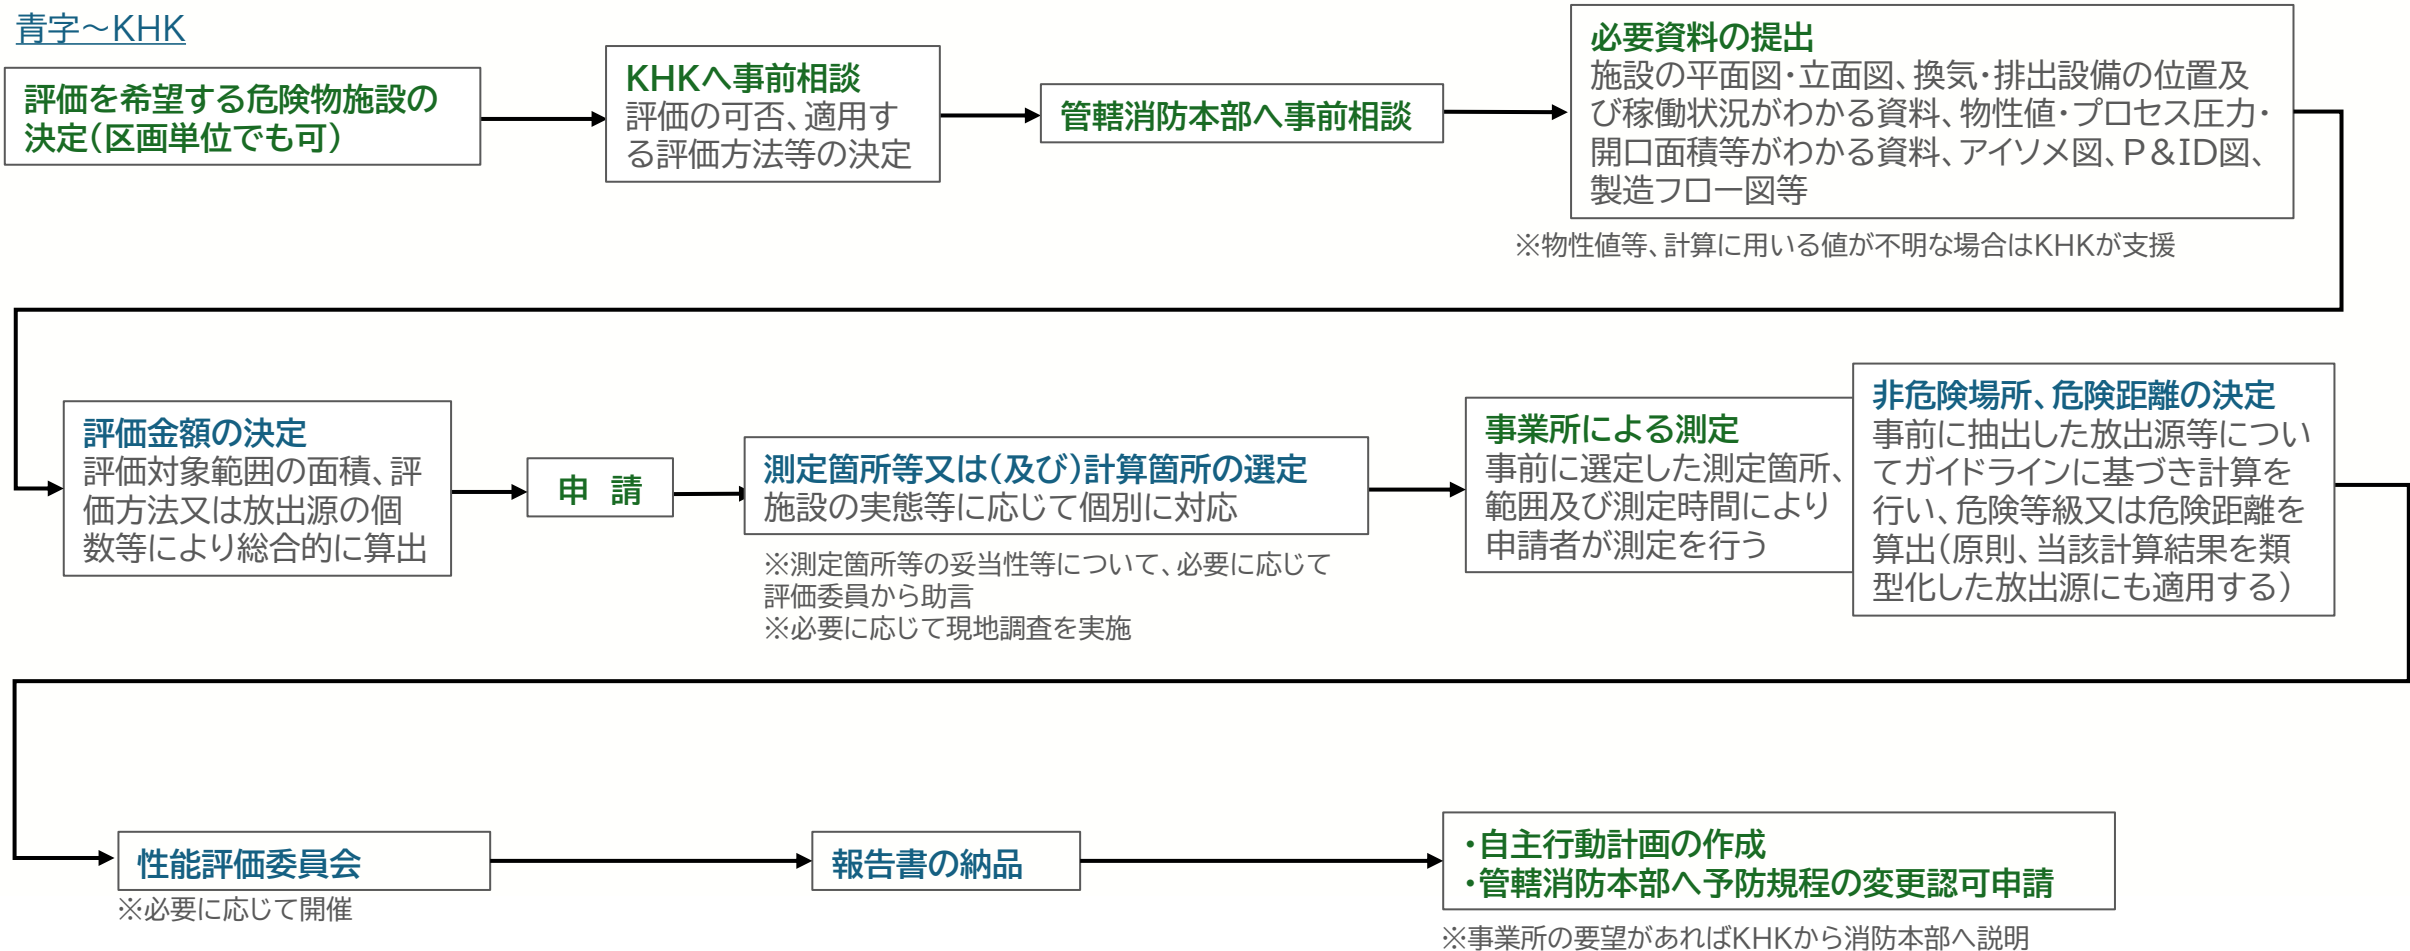 青字～KHK
評価を希望する危険物施設の
決定(区画単位でも可)
KHKへ事前相談
評価の可否、適用す
る評価方法等の決定
管轄消防本部へ事前相談
必要資料の提出
施設の平面図・立面図、換気・排出設備の位置及
び稼働状況がわかる資料、物性値・プロセス圧力・
開口面積等がわかる資料、アイソメ図、P&ID図、
製造フロー図等
※物性値等、計算に用いる値が不明な場合はKHKが支援
評価金額の決定
評価対象範囲の面積、評
価方法又は放出源の個
数等により総合的に算出
申 請
測定箇所等又は(及び)計算箇所の選定
施設の実態等に応じて個別に対応
※測定箇所等の妥当性等について、必要に応じて
評価委員から助言
※必要に応じて現地調査を実施
事業所による測定
事前に選定した測定箇所、
範囲及び測定時間により
申請者が測定を行う
非危険場所、危険距離の決定
事前に抽出した放出源等につい
てガイドラインに基づき計算を
行い、危険等級又は危険距離を
算出(原則、当該計算結果を類
型化した放出源にも適用する)
性能評価委員会
※必要に応じて開催
報告書の納品
・自主行動計画の作成
・管轄消防本部へ予防規程の変更認可申請
※事業所の要望があればKHKから消防本部へ説明